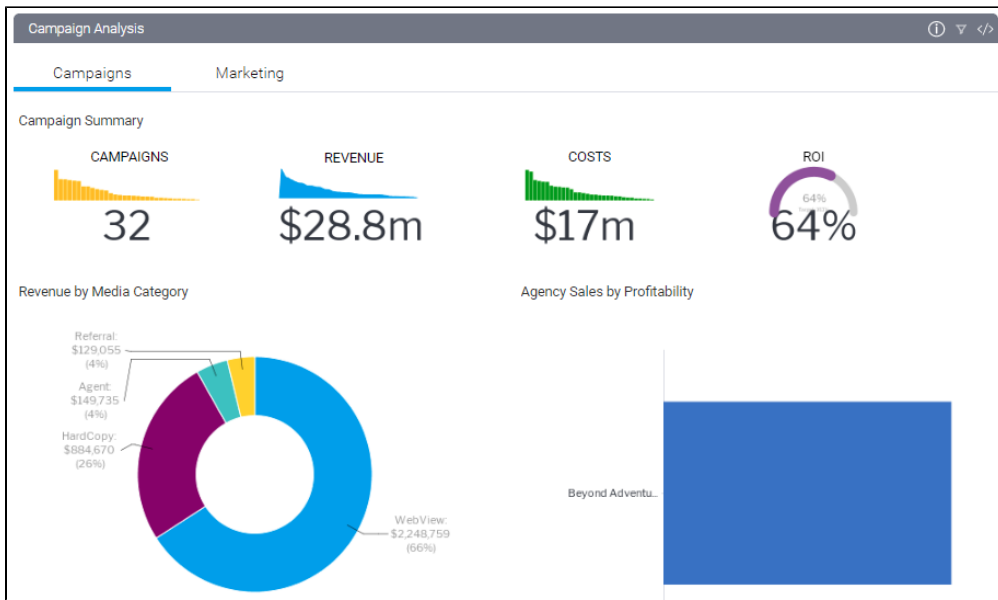 Campaign Analysis
Campaigns
Marketing
Campaign Summary
CAMPAIGNS
32
REVENUE
$28.8m
COSTS
$17m
ROI
64%
64%
Revenue by Media Category
Referral:
$129,055
(4%)
Agent:
$149,735
(4%)
HardCopy:
$884,670
(26%)
WebView:
$2,248,759
(66%)
Agency Sales by Profitability
Beyond Adventu...